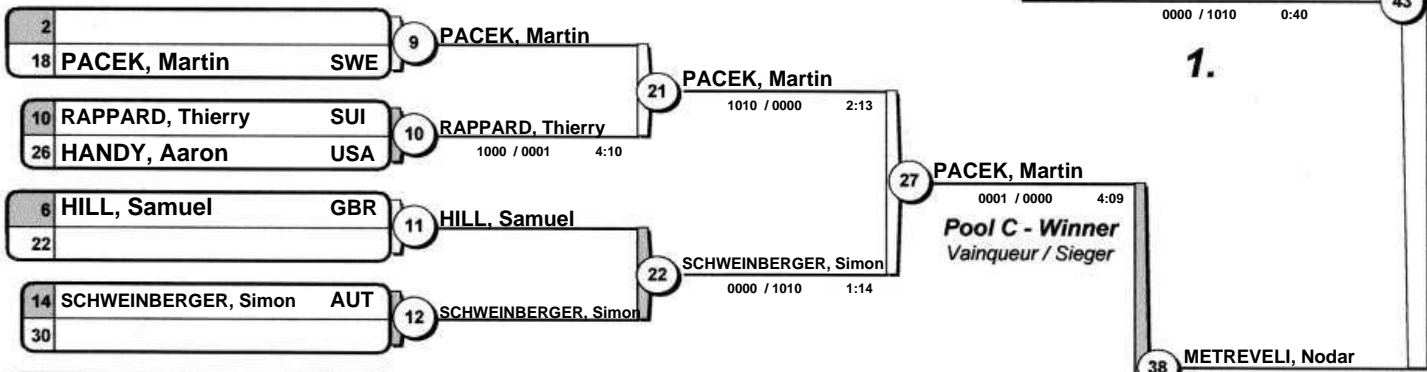 43
0000 / 1010 0:40
1.
2
18 PACEK, Martin SWE
9
PACEK, Martin
10 RAPPARD, Thierry SUI
26 HANDY, Aaron USA
10
RAPPARD, Thierry
1000 / 0001 4:10
21
PACEK, Martin
1010 / 0000 2:13
6 HILL, Samuel GBR
22
11
HILL, Samuel
14 SCHWEINBERGER, Simon AUT
30
12
SCHWEINBERGER, Simon
22
SCHWEINBERGER, Simon
0000 / 1010 1:14
27
PACEK, Martin
0001 / 0000 4:09
Pool C - Winner
Vainqueur / Sieger
38
METREVELI, Nodar